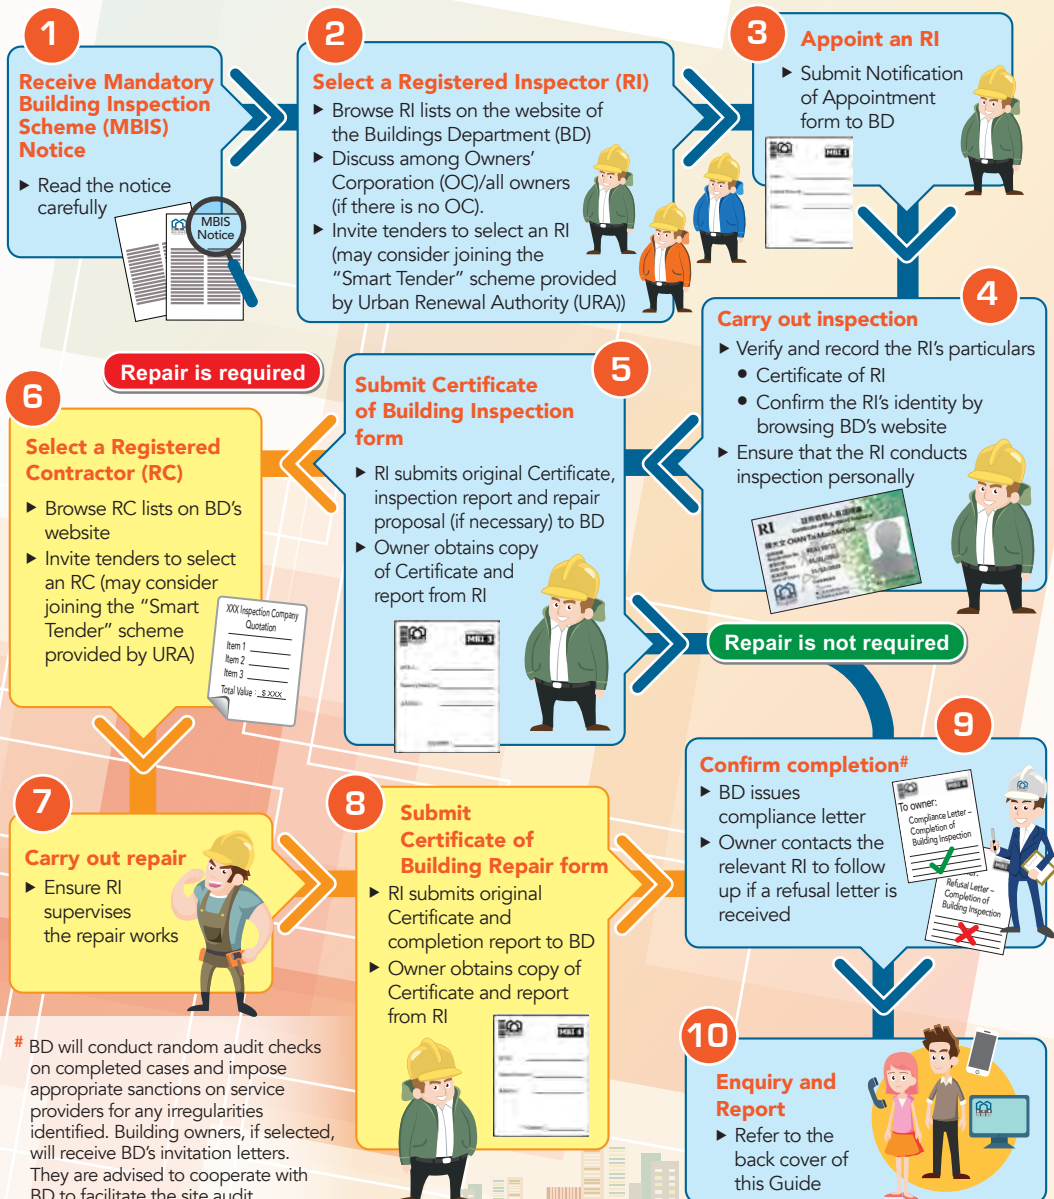 1
Receive Mandatory
Building Inspection
Scheme (MBIS)
Notice
▶ Read the notice
carefully
MBIS
Notice
2
Select a Registered Inspector (RI)
▶ Browse RI lists on the website of
the Buildings Department (BD)
▶ Discuss among Owners’
Corporation (OC)/all owners
(if there is no OC).
▶ Invite tenders to select an RI
(may consider joining the
“Smart Tender” scheme provided
by Urban Renewal Authority (URA))
3
Appoint an RI
▶ Submit Notification
of Appointment
form to BD
MBI 1
4
Carry out inspection
▶ Verify and record the RI’s particulars
• Certificate of RI
• Confirm the RI’s identity by
browsing BD’s website
▶ Ensure that the RI conducts
inspection personally
RI
陳大文 CHAN Tai Man Michael
5
Submit Certificate
of Building Inspection
form
▶ RI submits original Certificate,
inspection report and repair
proposal (if necessary) to BD
▶ Owner obtains copy
of Certificate and
report from RI
MBI 3
Repair is required
6
Select a Registered
Contractor (RC)
▶ Browse RC lists on BD’s
website
▶ Invite tenders to select
an RC (may consider
joining the “Smart
Tender” scheme
provided by URA)
XXX Inspection Company
Quotation
Item 1
Item 2
Item 3
Total Value : $ XXX
Repair is not required
7
Carry out repair
▶ Ensure RI
supervises
the repair works
8
Submit
Certificate of
Building Repair form
▶ RI submits original
Certificate and
completion report to BD
▶ Owner obtains copy of
Certificate and report
from RI
MBI 4
9
Confirm completion#
▶ BD issues
compliance letter
▶ Owner contacts the
relevant RI to follow
up if a refusal letter is
received
To owner:
Compliance Letter –
Completion of
Building Inspection
Refusal Letter –
Completion of
Building Inspection
10
Enquiry and
Report
▶ Refer to the
back cover of
this Guide
# BD will conduct random audit checks
on completed cases and impose
appropriate sanctions on service
providers for any irregularities
identified. Building owners, if selected,
will receive BD’s invitation letters.
They are advised to cooperate with
BD to facilitate the site audit